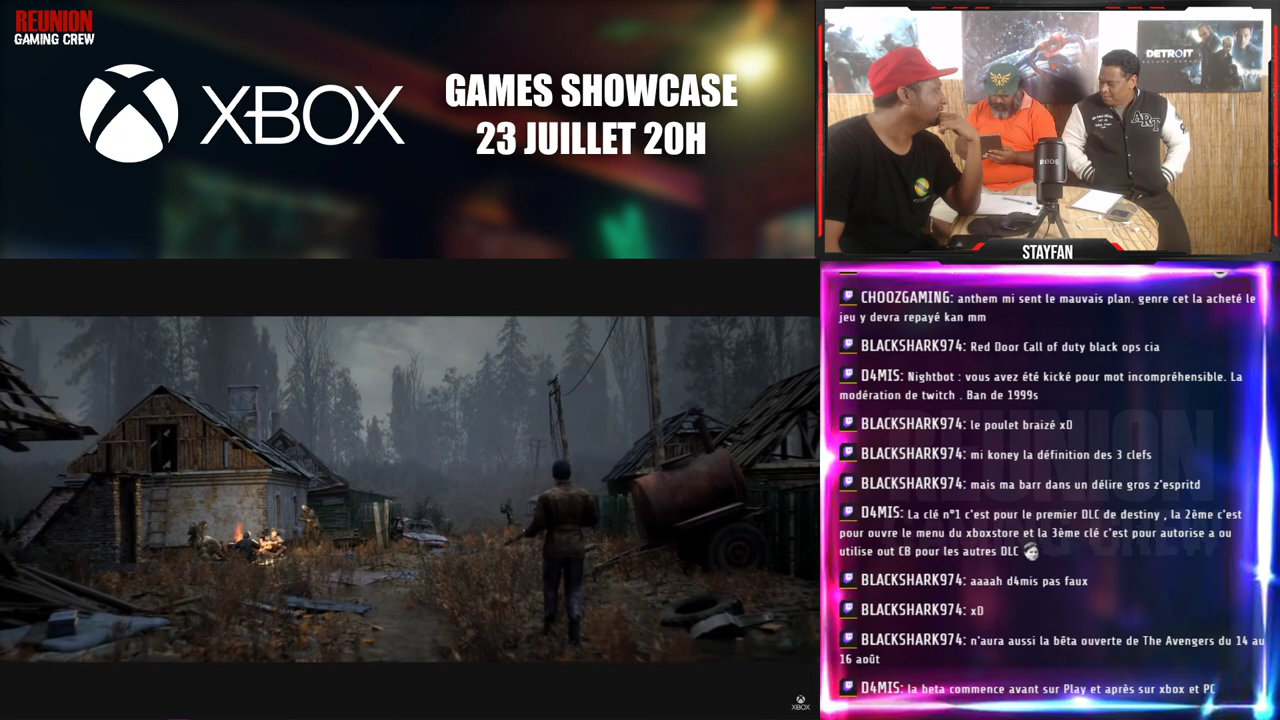 REUNION
GAMING CREW
XBOX
GAMES SHOWCASE
23 JUILLET 20H
DETROIT
ART
RØDE
STAYFAN
CHOOZGAMING: anthem mi sent le mauvais plan. genre cet la acheté le
jeu y devra repayé kan mm
BLACKSHARK974: Red Door Call of duty black ops cia
D4MIS: Nightbot : vous avez été kické pour mot incompréhensible. La
modération de twitch . Ban de 1999s
BLACKSHARK974: le poulet braizé xD
BLACKSHARK974: mi koney la définition des 3 clefs
BLACKSHARK974: mais ma barr dans un délire gros z'espritd
D4MIS: La clé n°1 c'est pour le premier DLC de destiny , la 2ème c'est
pour ouvre le menu du xboxstore et la 3ème clé c'est pour autorise a ou
utilise out CB pour les autres DLC
BLACKSHARK974: aaaah d4mis pas faux
BLACKSHARK974: xD
BLACKSHARK974: n'aura aussi la bêta ouverte de The Avengers du 14 au
16 août
D4MIS: la beta commence avant sur Play et après sur xbox et PC
XBOX